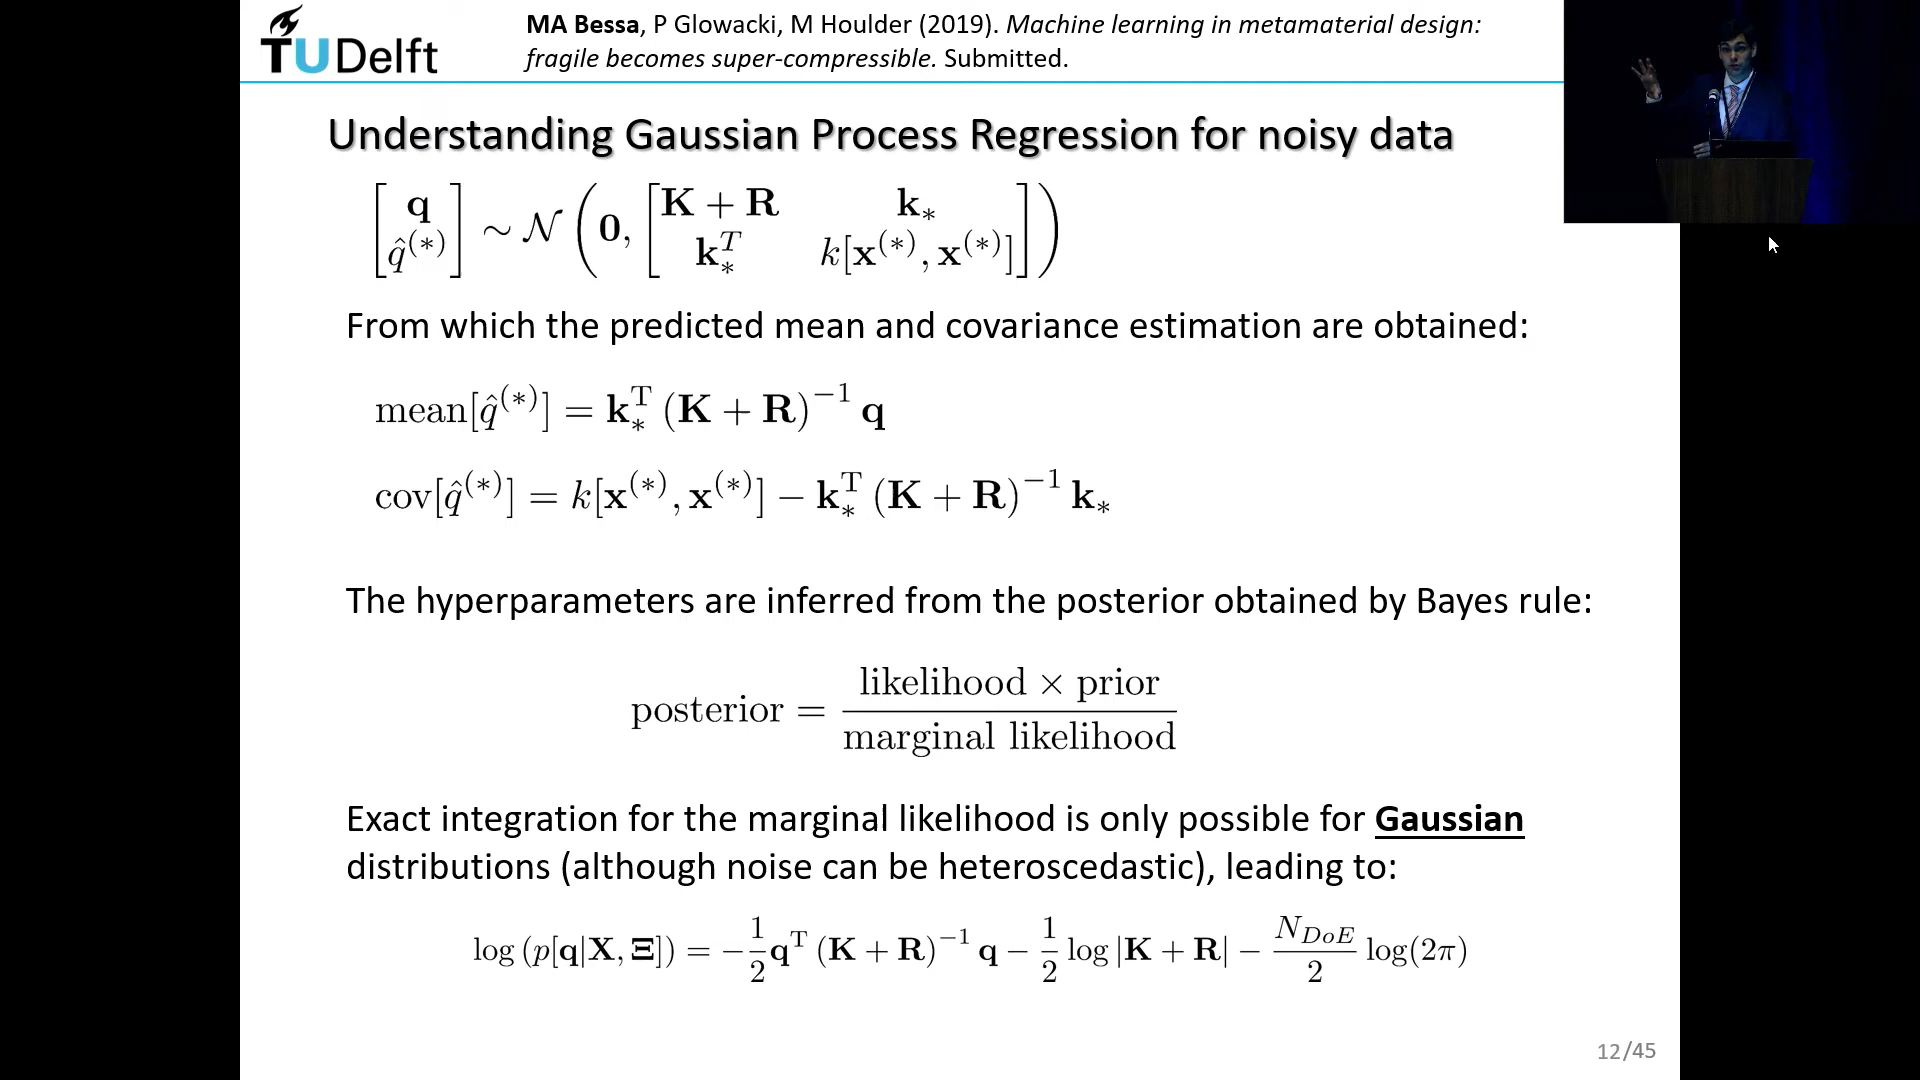 TUDelft
MA Bessa, P Glowacki, M Houlder (2019). Machine learning in metamaterial design:
fragile becomes super-compressible. Submitted.
Understanding Gaussian Process Regression for noisy data
[q; q̂^(*)] ~ 𝒩(0, [K + R, k_*; k_*^T, k[x^(*), x^(*)]])
From which the predicted mean and covariance estimation are obtained:
mean[q̂^(*)] = k_*^T (K + R)^−1 q
cov[q̂^(*)] = k[x^(*), x^(*)] − k_*^T (K + R)^−1 k_*
The hyperparameters are inferred from the posterior obtained by Bayes rule:
posterior = likelihood × prior / marginal likelihood
Exact integration for the marginal likelihood is only possible for Gaussian
distributions (although noise can be heteroscedastic), leading to:
log (p[q|X, Ξ]) = −1/2 q^T (K + R)^−1 q − 1/2 log |K + R| − N_DoE/2 log(2π)
12/45